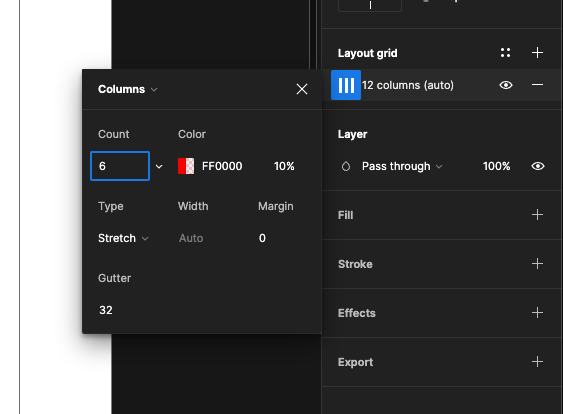 Layout grid
12 columns (auto)
Columns
Count
Color
6
FF0000
10%
Type
Width
Margin
Stretch
Auto
0
Gutter
32
Layer
Pass through
100%
Fill
Stroke
Effects
Export